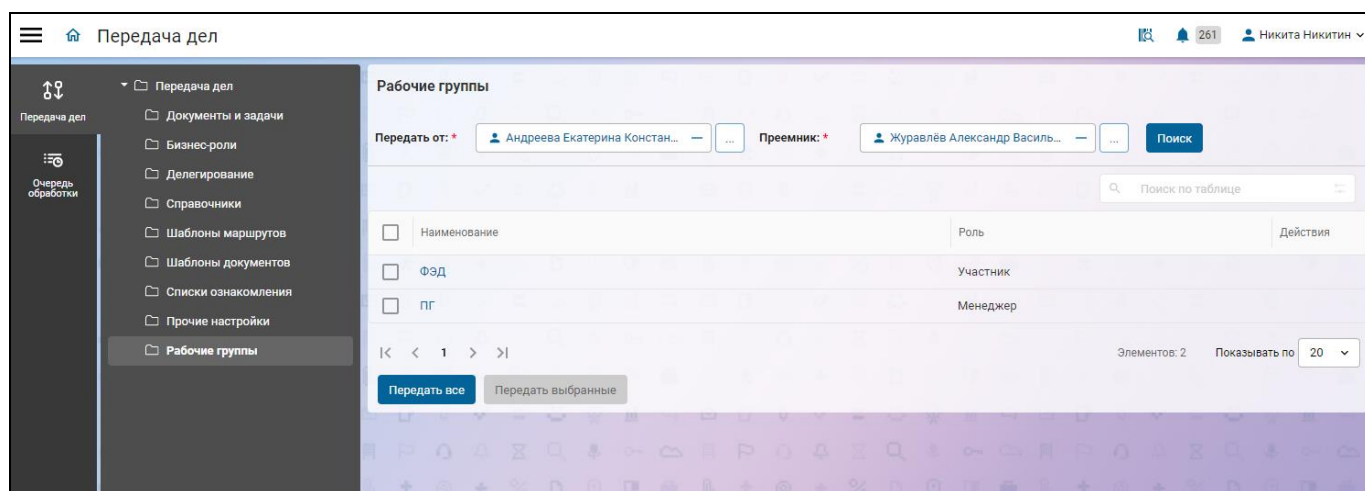 Передача дел
261
Никита Никитин
Передача дел
Очередь
обработки
Передача дел
Документы и задачи
Бизнес-роли
Делегирование
Справочники
Шаблоны маршрутов
Шаблоны документов
Списки ознакомления
Прочие настройки
Рабочие группы
Рабочие группы
Передать от: * Андреева Екатерина Констан... — ... Преемник: * Журавлёв Александр Василь... — ... Поиск
Поиск по таблице
Наименование Роль Действия
ФЭД Участник
ПГ Менеджер
1 Элементов: 2 Показывать по 20
Передать все Передать выбранные